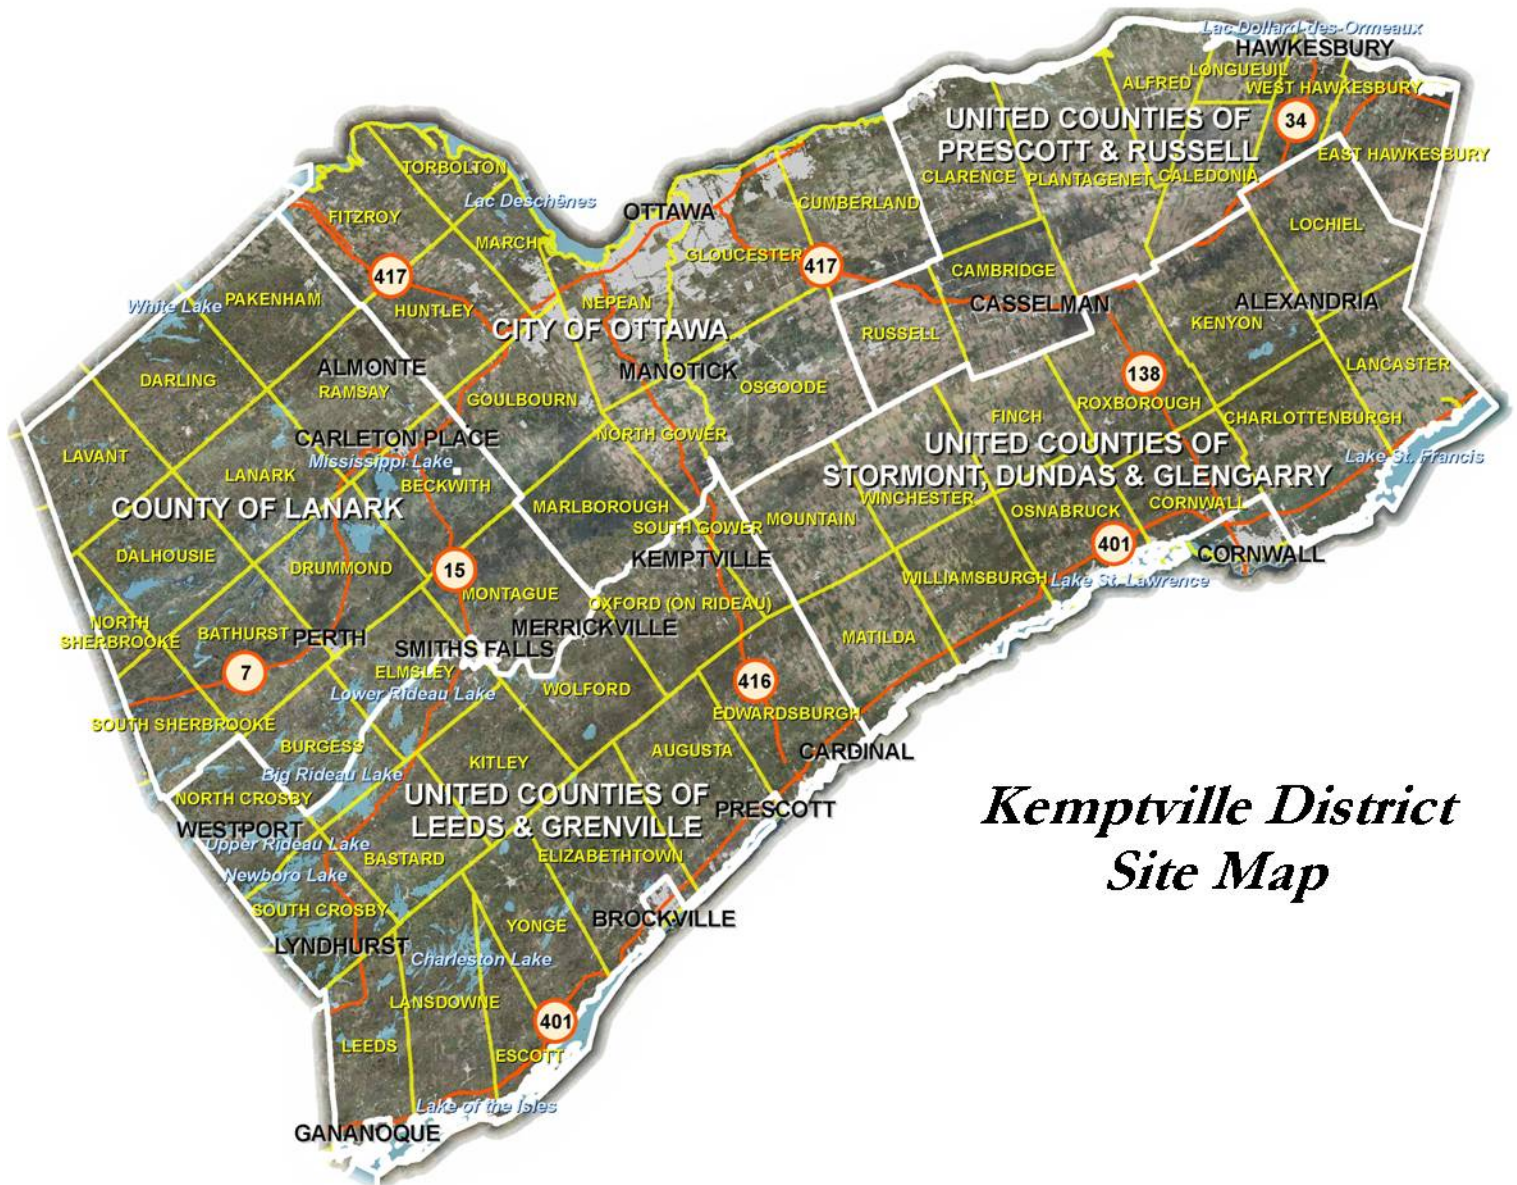 Lac Dollard-des-Ormeaux
HAWKESBURY
LONGUEUIL
ALFRED
WEST HAWKESBURY
34
UNITED COUNTIES OF
PRESCOTT & RUSSELL
EAST HAWKESBURY
CLARENCE
PLANTAGENET
CALEDONIA
TORBOLTON
Lac Deschênes
OTTAWA
CUMBERLAND
FITZROY
LOCHIEL
MARCH
GLOUCESTER
417
417
CAMBRIDGE
PAKENHAM
White Lake
HUNTLEY
NEPEAN
CASSELMAN
ALEXANDRIA
CITY OF OTTAWA
RUSSELL
KENYON
ALMONTE
MANOTICK
138
LANCASTER
DARLING
RAMSAY
OSGOODE
GOULBOURN
ROXBOROUGH
FINCH
CHARLOTTENBURGH
CARLETON PLACE
NORTH GOWER
UNITED COUNTIES OF
STORMONT, DUNDAS & GLENGARRY
LAVANT
Mississippi Lake
Lake St. Francis
LANARK
BECKWITH
WINCHESTER
COUNTY OF LANARK
MARLBOROUGH
SOUTH GOWER
MOUNTAIN
OSNABRUCK
CORNWALL
401
CORNWALL
DALHOUSIE
DRUMMOND
15
KEMPTVILLE
WILLIAMSBURGH
Lake St. Lawrence
MONTAGUE
OXFORD (ON RIDEAU)
NORTH
SHERBROOKE
BATHURST
PERTH
MERRICKVILLE
MATILDA
SMITHS FALLS
7
ELMSLEY
416
Lower Rideau Lake
WOLFORD
EDWARDSBURGH
SOUTH SHERBROOKE
BURGESS
AUGUSTA
CARDINAL
KITLEY
Big Rideau Lake
NORTH CROSBY
UNITED COUNTIES OF
LEEDS & GRENVILLE
PRESCOTT
Kemptville District
Site Map
WESTPORT
Upper Rideau Lake
BASTARD
ELIZABETHTOWN
Newboro Lake
SOUTH CROSBY
YONGE
BROCKVILLE
LYNDHURST
Charleston Lake
LANSDOWNE
401
LEEDS
ESCOTT
Lake of the Isles
GANANOQUE